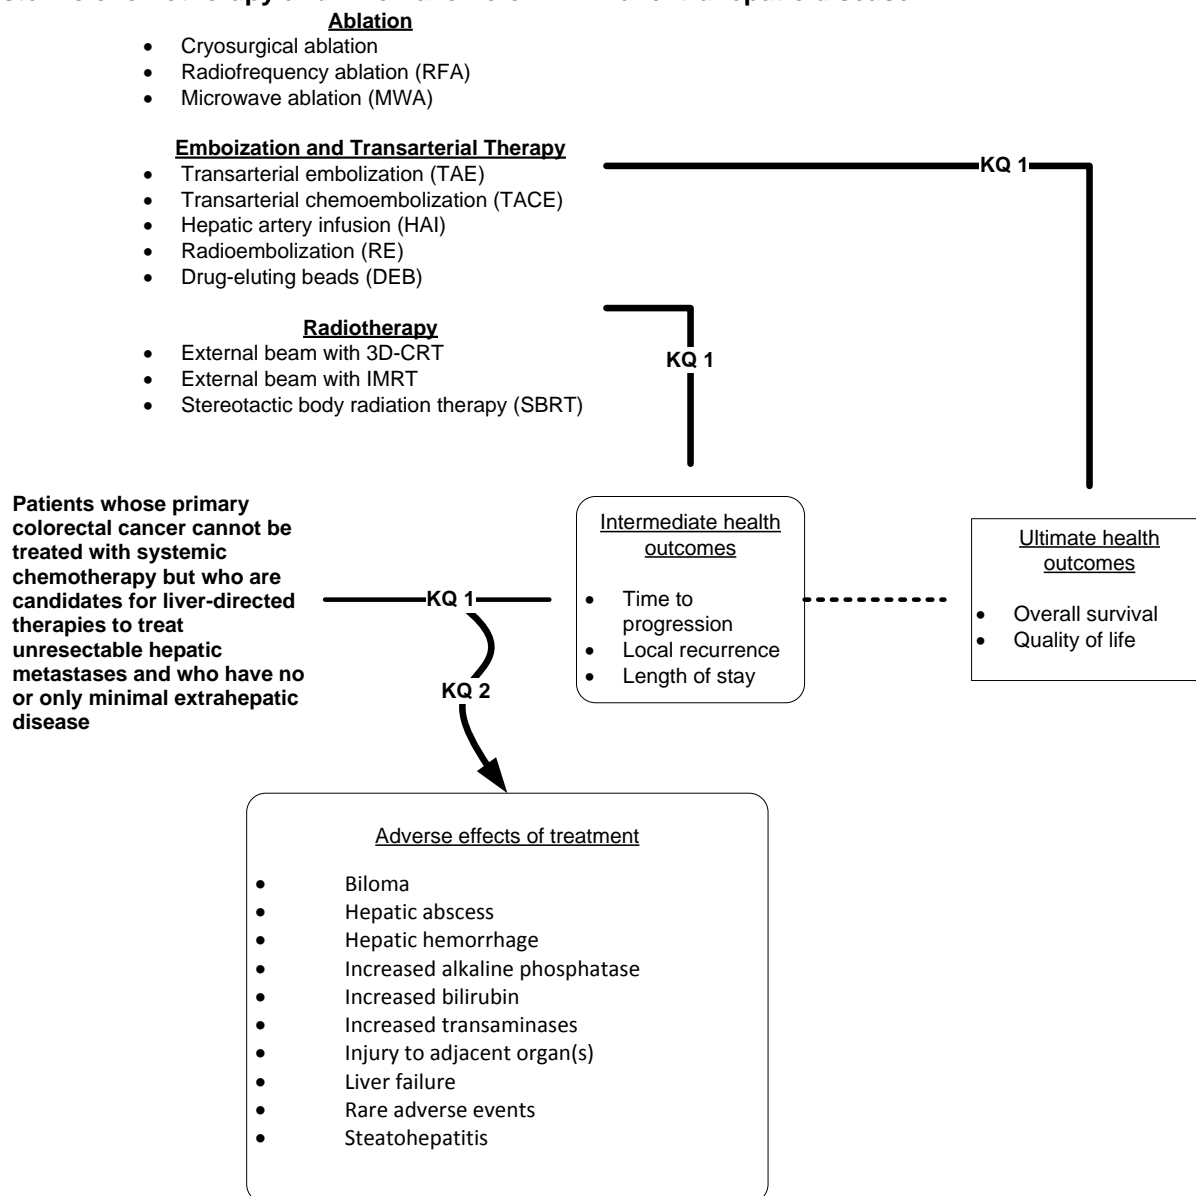 Ablation
• Cryosurgical ablation
• Radiofrequency ablation (RFA)
• Microwave ablation (MWA)
Emboization and Transarterial Therapy
• Transarterial embolization (TAE)
• Transarterial chemoembolization (TACE)
• Hepatic artery infusion (HAI)
• Radioembolization (RE)
• Drug-eluting beads (DEB)
KQ 1
Radiotherapy
• External beam with 3D-CRT
• External beam with IMRT
• Stereotactic body radiation therapy (SBRT)
KQ 1
Patients whose primary
colorectal cancer cannot be
treated with systemic
chemotherapy but who are
candidates for liver-directed
therapies to treat
unresectable hepatic
metastases and who have no
or only minimal extrahepatic
disease
KQ 1
KQ 2
Intermediate health
outcomes
• Time to
progression
• Local recurrence
• Length of stay
Ultimate health
outcomes
• Overall survival
• Quality of life
Adverse effects of treatment
• Biloma
• Hepatic abscess
• Hepatic hemorrhage
• Increased alkaline phosphatase
• Increased bilirubin
• Increased transaminases
• Injury to adjacent organ(s)
• Liver failure
• Rare adverse events
• Steatohepatitis